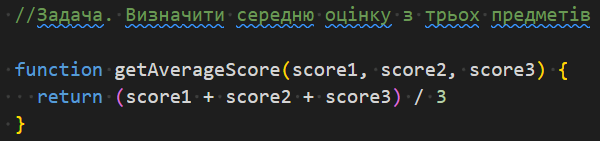 //Задача. Визначити середню оцінку з трьох предметів
function getAverageScore(score1, score2, score3) {
return (score1 + score2 + score3) / 3
}